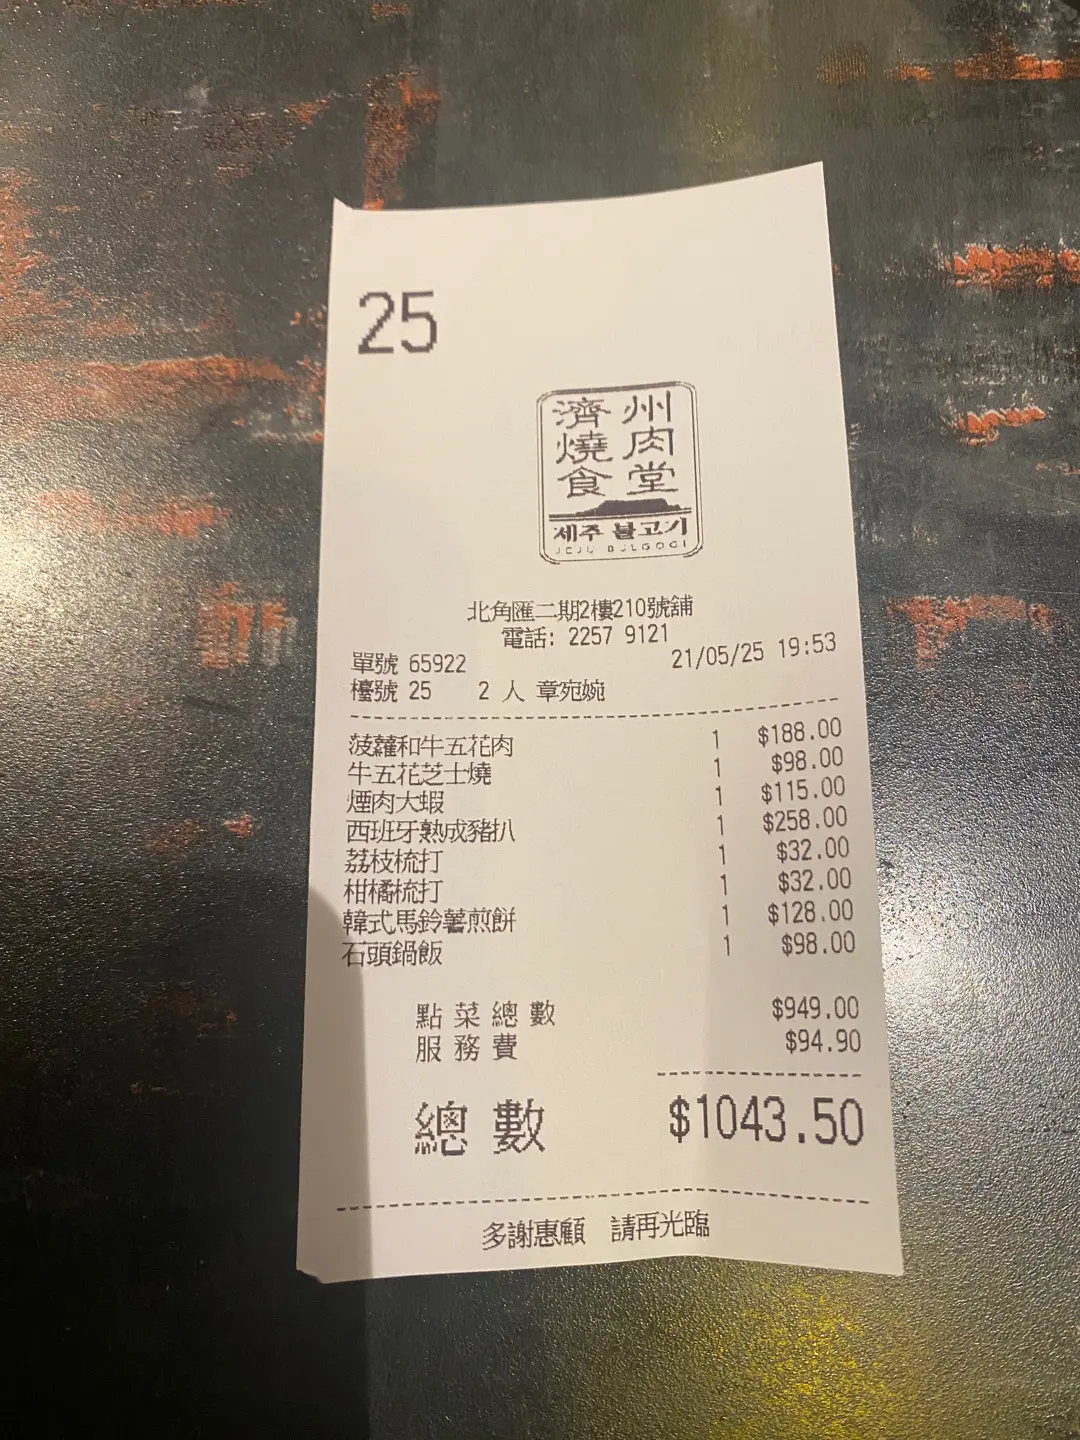 25
濟州
燒肉
食堂
제주 불고기
JEJU BULGOGI
北角匯二期2樓210號舖
電話: 2257 9121
單號 65922 21/05/25 19:53
檯號 25 2 人 章宛婉
菠蘿和牛五花肉 1 $188.00
牛五花芝士燒 1 $98.00
煙肉大蝦 1 $115.00
西班牙熟成豬扒 1 $258.00
荔枝梳打 1 $32.00
柑橘梳打 1 $32.00
韓式馬鈴薯煎餅 1 $128.00
石頭鍋飯 1 $98.00
點菜總數 $949.00
服務費 $94.90
總數 $1043.50
多謝惠顧 請再光臨